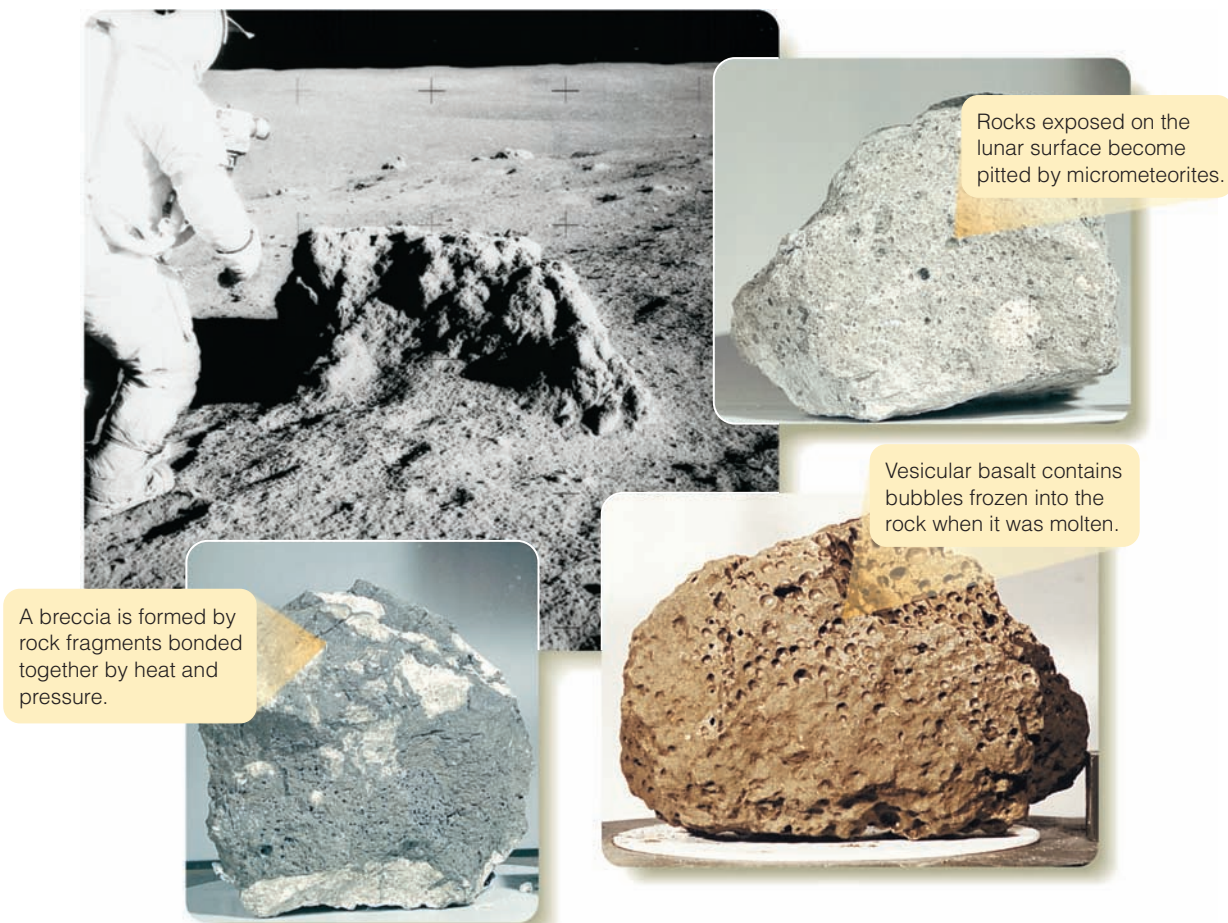 Rocks exposed on the
lunar surface become
pitted by micrometeorites.
Vesicular basalt contains
bubbles frozen into the
rock when it was molten.
A breccia is formed by
rock fragments bonded
together by heat and
pressure.